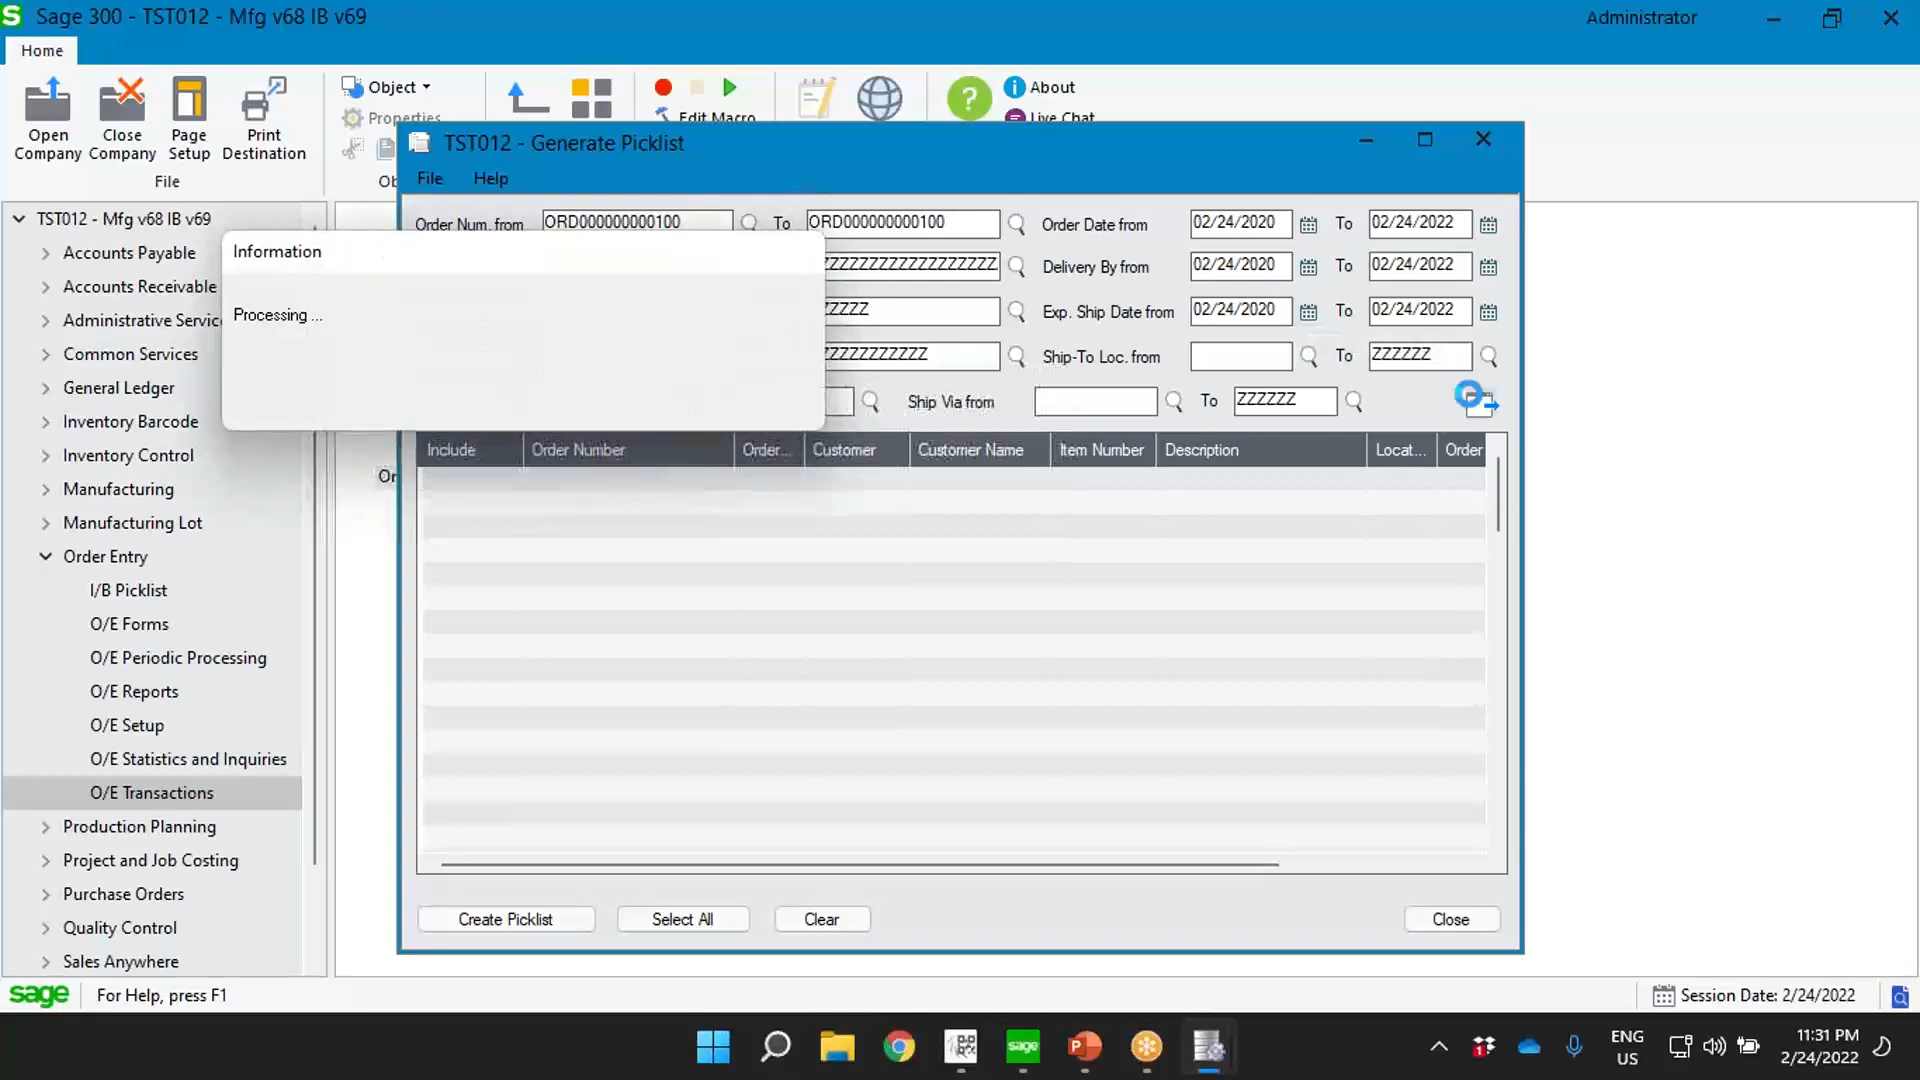 Sage 300 - TST012 - Mfg v68 IB v69
Administrator
Home
Open Company
Close Company
Page Setup
Print Destination
File
Object
Properties
Edit Macro
About
Live Chat
TST012 - Generate Picklist
File
Help
Order Num. from ORD000000000100 To ORD000000000100 Order Date from 02/24/2020 To 02/24/2022
ZZZZZZZZZZZZZZZZZZ Delivery By from 02/24/2020 To 02/24/2022
ZZZZZ Exp. Ship Date from 02/24/2020 To 02/24/2022
ZZZZZZZZZZZ Ship-To Loc. from To ZZZZZZ
Ship Via from To ZZZZZZ
Information
Processing ...
Include Order Number Order... Customer Customer Name Item Number Description Locat... Order
Create Picklist
Select All
Clear
Close
TST012 - Mfg v68 IB v69
Accounts Payable
Accounts Receivable
Administrative Servic
Common Services
General Ledger
Inventory Barcode
Inventory Control
Manufacturing
Manufacturing Lot
Order Entry
I/B Picklist
O/E Forms
O/E Periodic Processing
O/E Reports
O/E Setup
O/E Statistics and Inquiries
O/E Transactions
Production Planning
Project and Job Costing
Purchase Orders
Quality Control
Sales Anywhere
sage
For Help, press F1
Session Date: 2/24/2022
sage
ENG
US
11:31 PM
2/24/2022